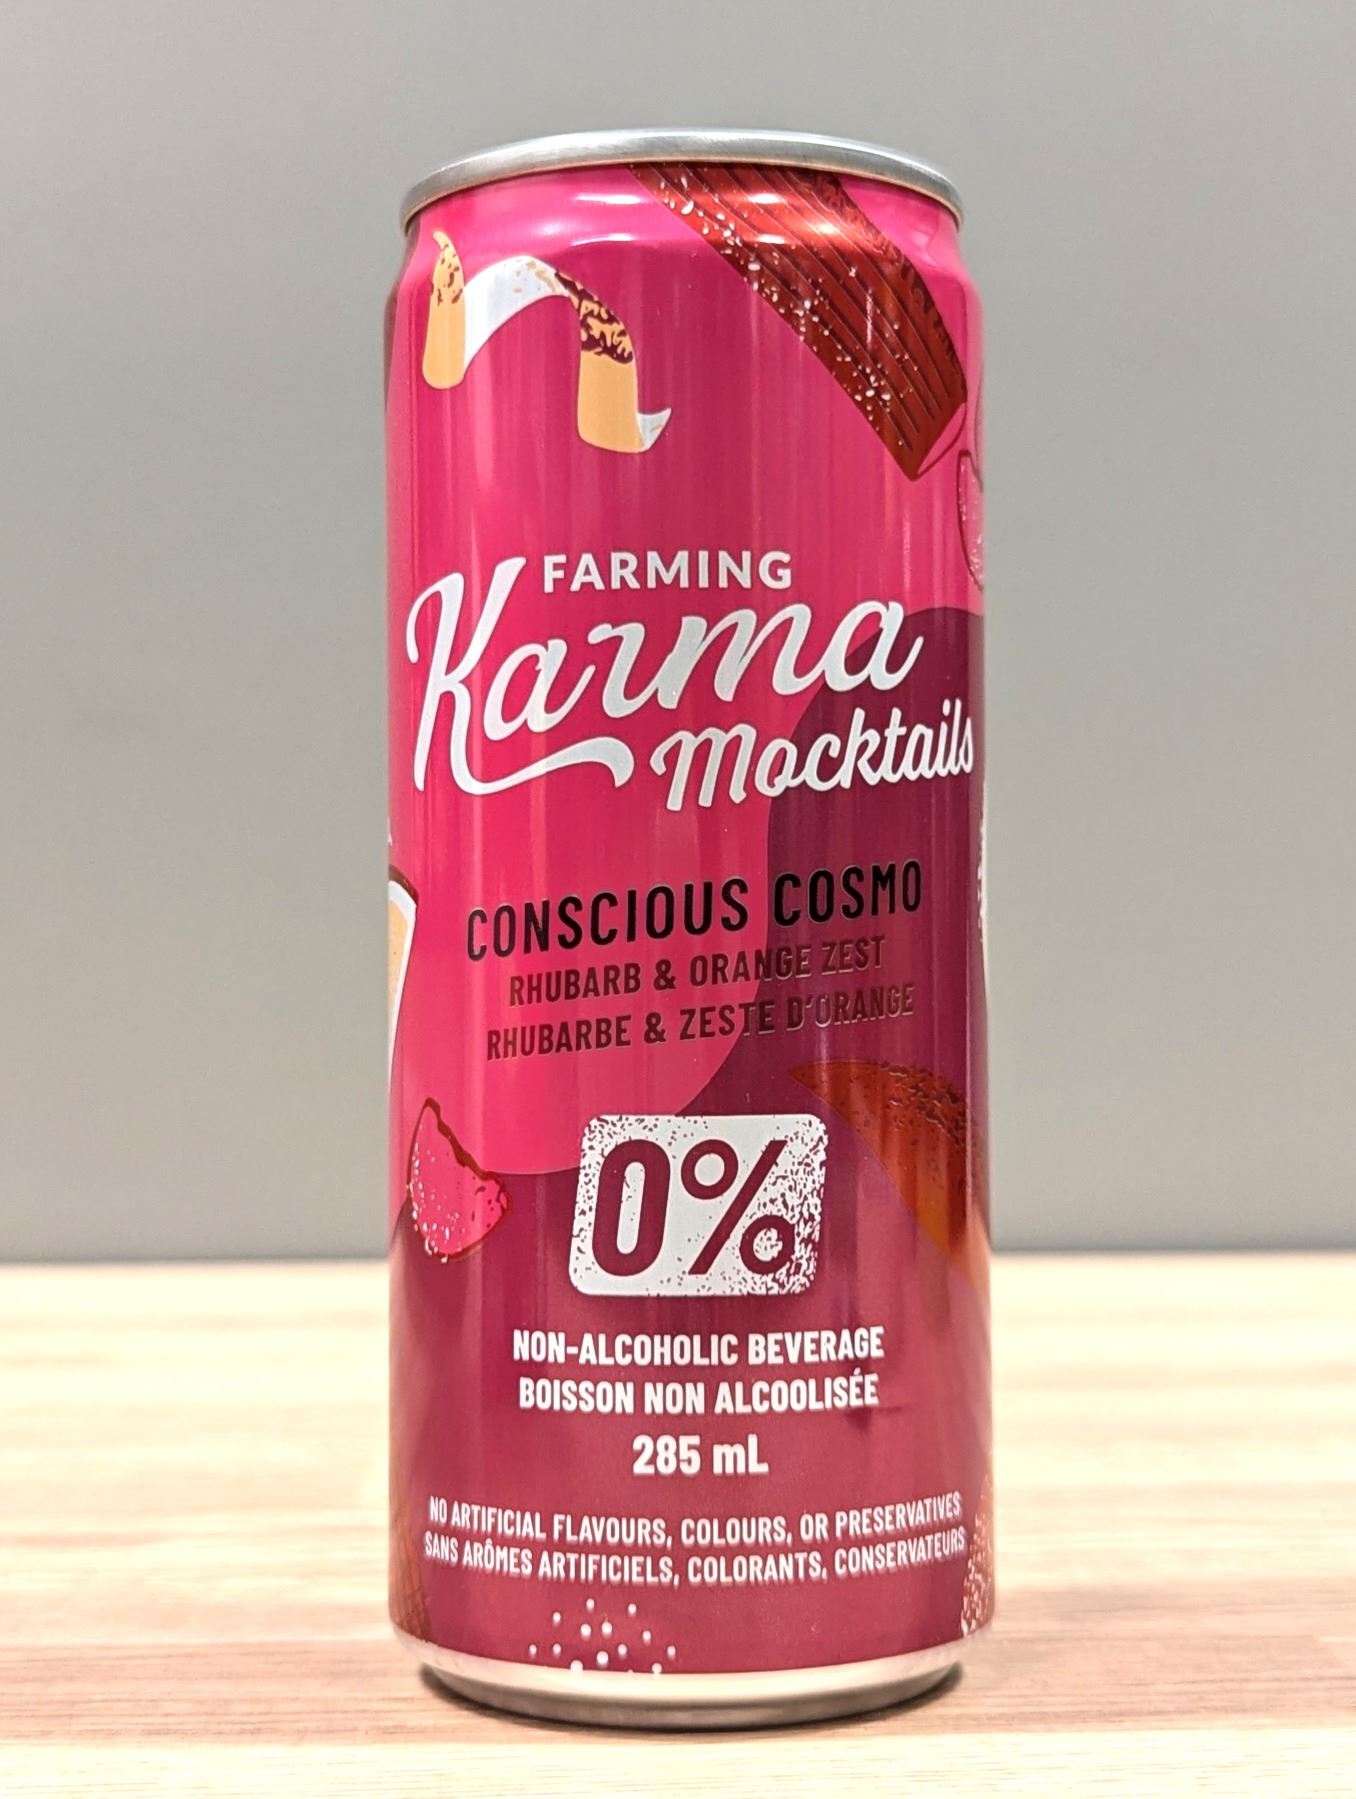 FARMING
Karma
Mocktails
CONSCIOUS COSMO
RHUBARB & ORANGE ZEST
RHUBARBE & ZESTE D'ORANGE
0%
NON-ALCOHOLIC BEVERAGE
BOISSON NON ALCOOLISÉE
285 mL
NO ARTIFICIAL FLAVOURS, COLOURS, OR PRESERVATIVES
SANS ARÔMES ARTIFICIELS, COLORANTS, CONSERVATEURS